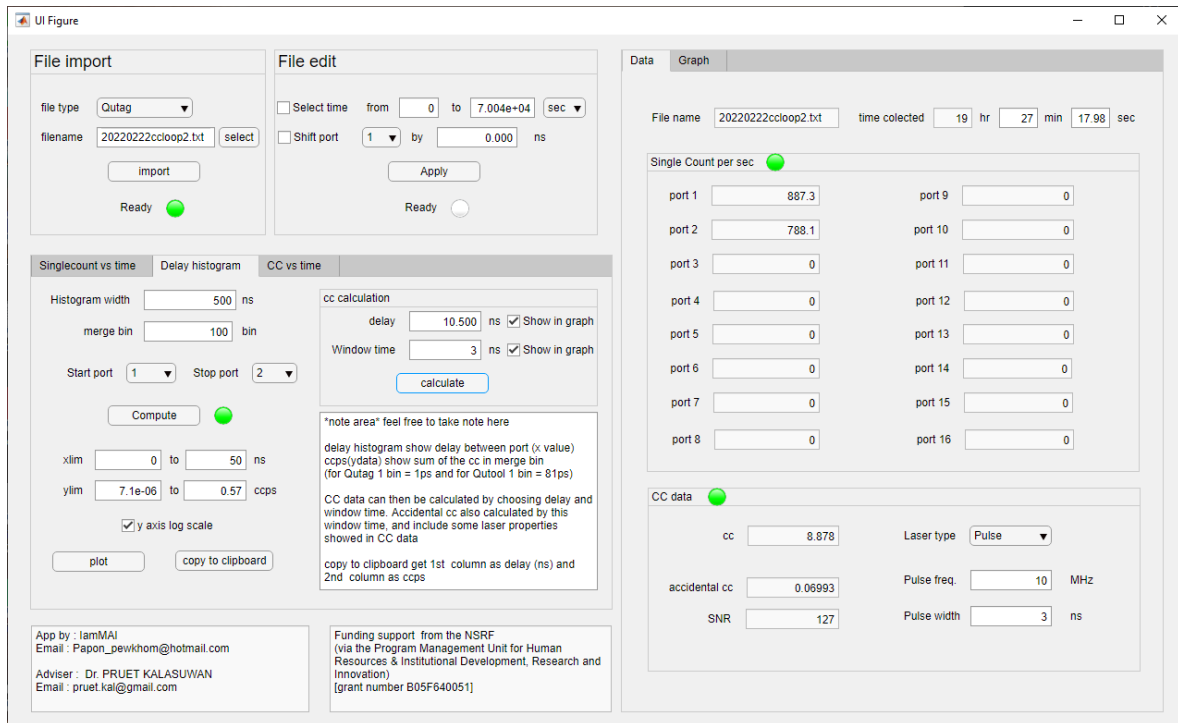 UI Figure
File import
file type Qutag
filename 20220222ccloop2.txt select
import
Ready
File edit
Select time from 0 to 7.004e+04 sec
Shift port 1 by 0.000 ns
Apply
Ready
Singlecount vs time Delay histogram CC vs time
Histogram width 500 ns
merge bin 100 bin
Start port 1 Stop port 2
Compute
xlim 0 to 50 ns
ylim 7.1e-06 to 0.57 ccps
y axis log scale
plot copy to clipboard
cc calculation
delay 10.500 ns Show in graph
Window time 3 ns Show in graph
calculate
*note area* feel free to take note here
delay histogram show delay between port (x value)
ccps(ydata) show sum of the cc in merge bin
(for Qutag 1 bin = 1ps and for Qutool 1 bin = 81ps)
CC data can then be calculated by choosing delay and
window time. Accidental cc also calculated by this
window time, and include some laser properties
showed in CC data
copy to clipboard get 1st column as delay (ns) and
2nd column as ccps
App by : IamMAI
Email : Papon_pewkhom@hotmail.com
Adviser : Dr. PRUET KALASUWAN
Email : pruet.kal@gmail.com
Funding support from the NSRF
(via the Program Management Unit for Human
Resources & Institutional Development, Research and
Innovation)
[grant number B05F640051]
Data Graph
File name 20220222ccloop2.txt time colected 19 hr 27 min 17.98 sec
Single Count per sec
port 1 887.3 port 9 0
port 2 788.1 port 10 0
port 3 0 port 11 0
port 4 0 port 12 0
port 5 0 port 13 0
port 6 0 port 14 0
port 7 0 port 15 0
port 8 0 port 16 0
CC data
cc 8.878 Laser type Pulse
accidental cc 0.06993 Pulse freq. 10 MHz
SNR 127 Pulse width 3 ns